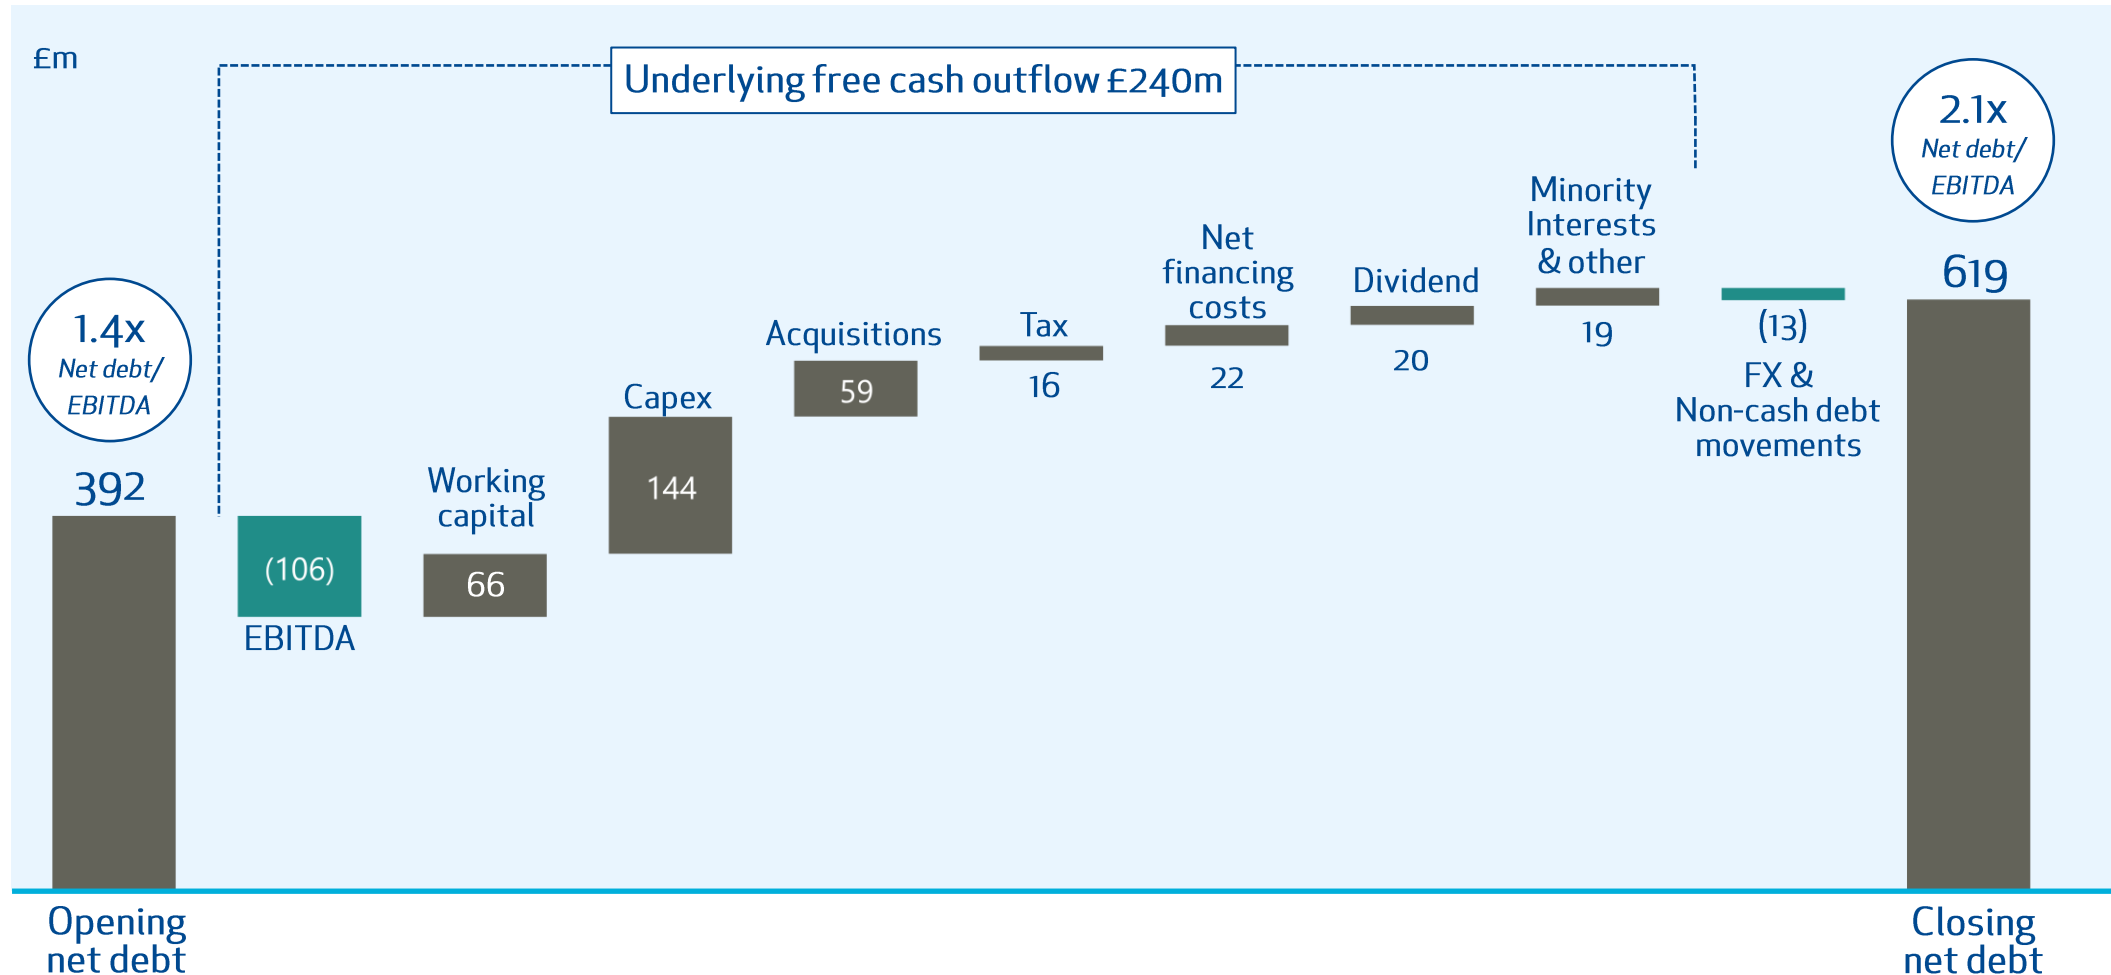 £m
Underlying free cash outflow £240m
1.4x
Net debt/
EBITDA
392
(106)
EBITDA
Working
capital
66
Capex
144
Acquisitions
59
Tax
16
Net
financing
costs
22
Dividend
20
Minority
Interests
& other
19
(13)
FX &
Non-cash debt
movements
2.1x
Net debt/
EBITDA
619
Opening
net debt
Closing
net debt